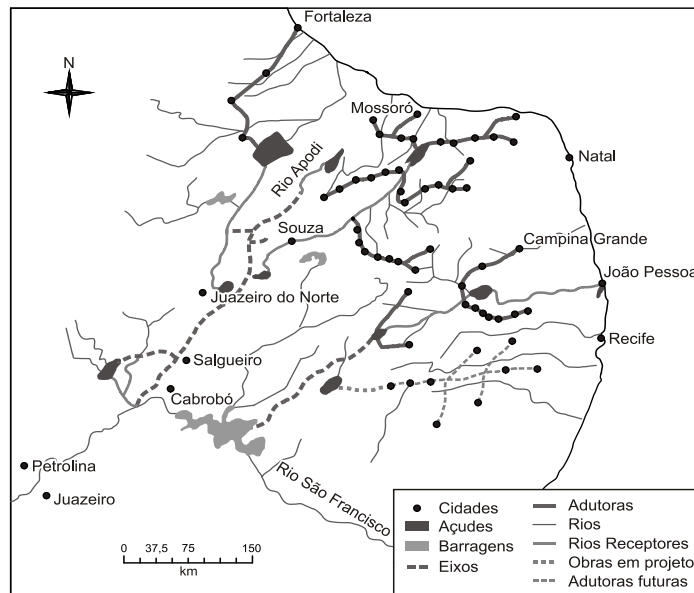 Fortaleza
N
Mossoró
Rio Apodi
Natal
Souza
Campina Grande
João Pessoa
Juazeiro do Norte
Recife
Salgueiro
Cabrobó
Petrolina
Juazeiro
Rio São Francisco
0 37,5 75 150
km
Cidades
Açudes
Barragens
Eixos
Adutoras
Rios
Rios Receptores
Obras em projeto
Adutoras futuras